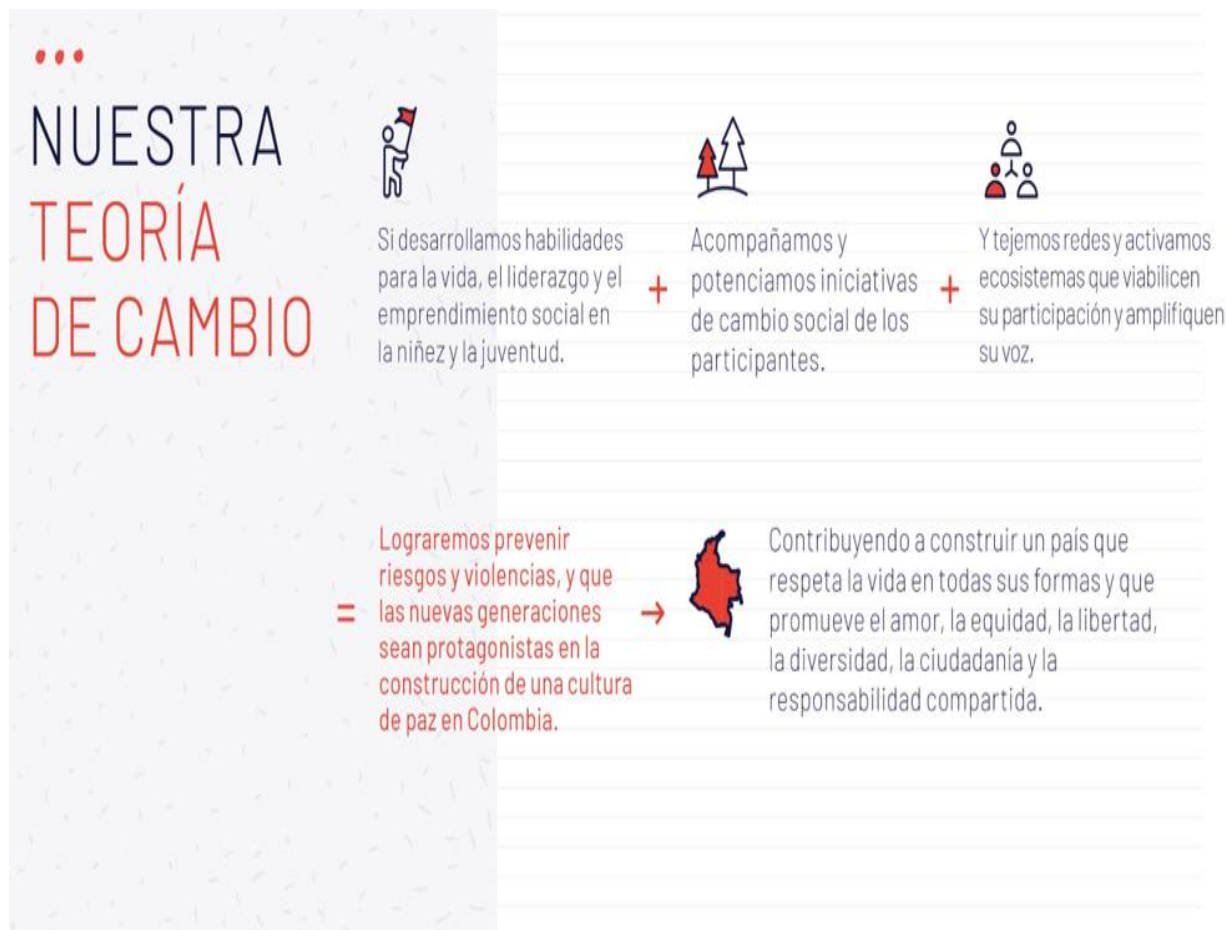 NUESTRA
TEORÍA
DE CAMBIO
Si desarrollamos habilidades
para la vida, el liderazgo y el
emprendimiento social en
la niñez y la juventud.
+
Acompañamos y
potenciamos iniciativas
de cambio social de los
participantes.
+
Y tejemos redes y activamos
ecosistemas que viabilicen
su participación y amplifiquen
su voz.
=
Lograremos prevenir
riesgos y violencias, y que
las nuevas generaciones
sean protagonistas en la
construcción de una cultura
de paz en Colombia.
→
Contribuyendo a construir un país que
respeta la vida en todas sus formas y que
promueve el amor, la equidad, la libertad,
la diversidad, la ciudadanía y la
responsabilidad compartida.